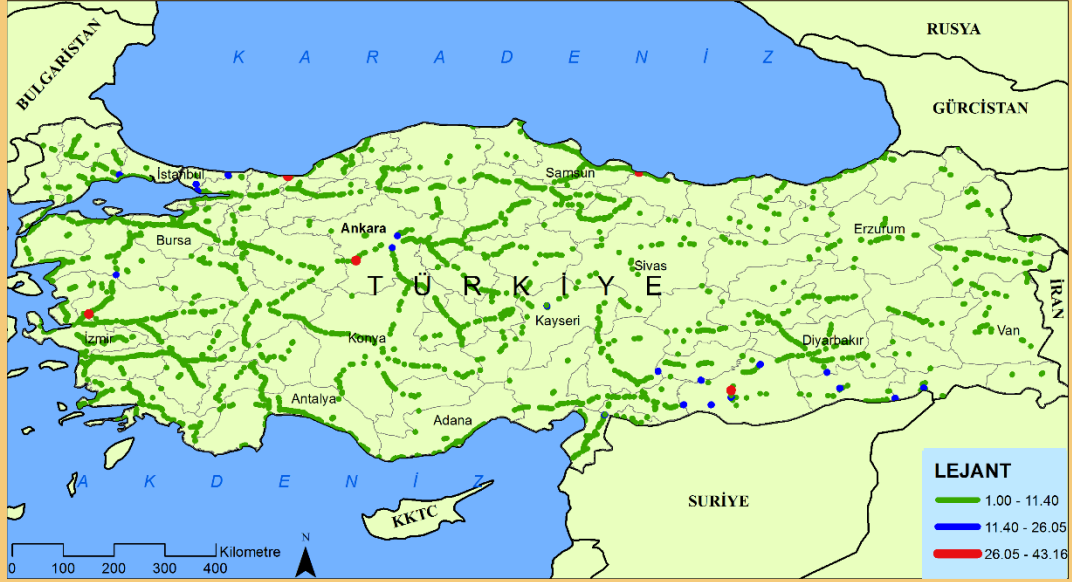 RUSYA
BULGARİSTAN
K A R A D E N İ Z
GÜRCİSTAN
İstanbul
Samsun
Ankara
Bursa
Erzurum
Sivas
T Ü R K İ Y E
İRAN
Kayseri
Van
İzmir
Konya
Diyarbakır
Antalya
Adana
LEJANT
A K D E N İ Z
1.00 - 11.40
SURİYE
KKTC
11.40 - 26.05
N
Kilometre
26.05 - 43.16
0 100 200 300 400